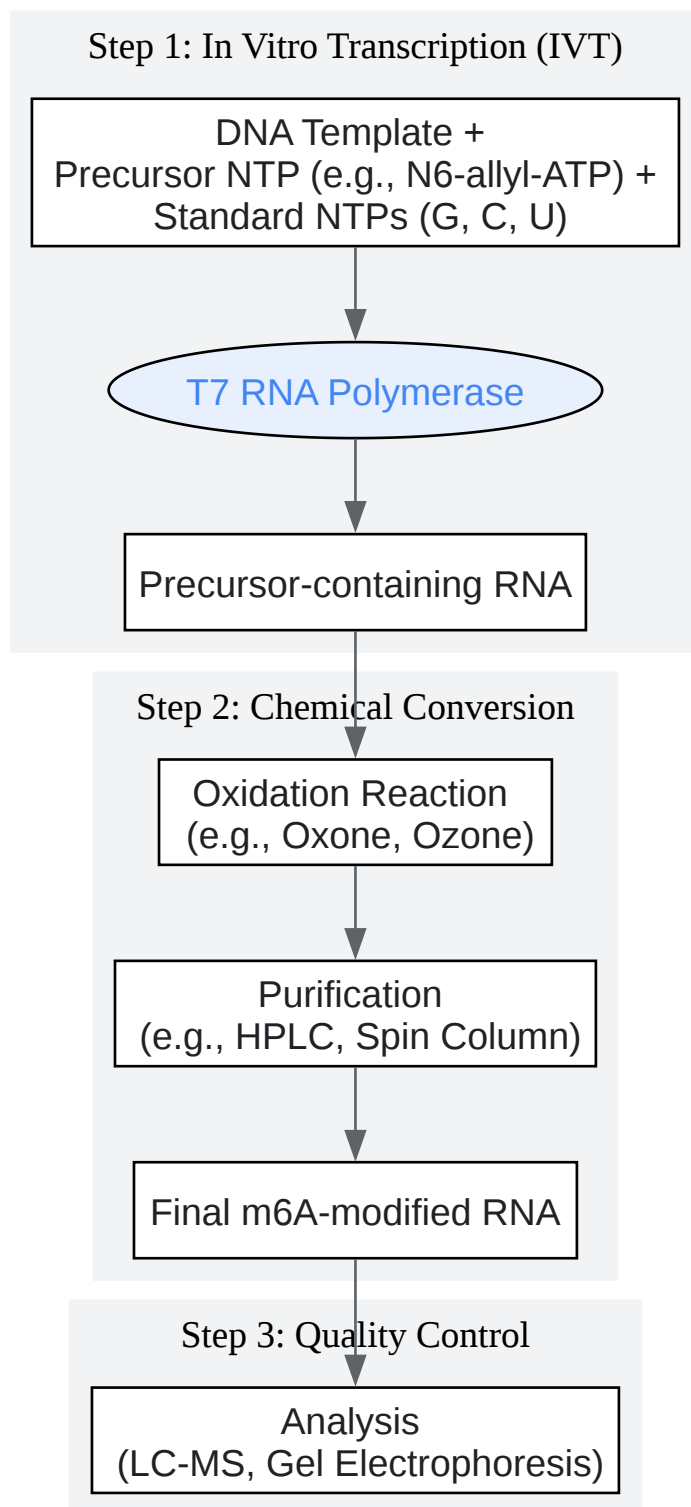 Step 1: In Vitro Transcription (IVT)
DNA Template +
Precursor NTP (e.g., N6-allyl-ATP) +
Standard NTPs (G, C, U)
T7 RNA Polymerase
Precursor-containing RNA
Step 2: Chemical Conversion
Oxidation Reaction
(e.g., Oxone, Ozone)
Purification
(e.g., HPLC, Spin Column)
Final m6A-modified RNA
Step 3: Quality Control
Analysis
(LC-MS, Gel Electrophoresis)